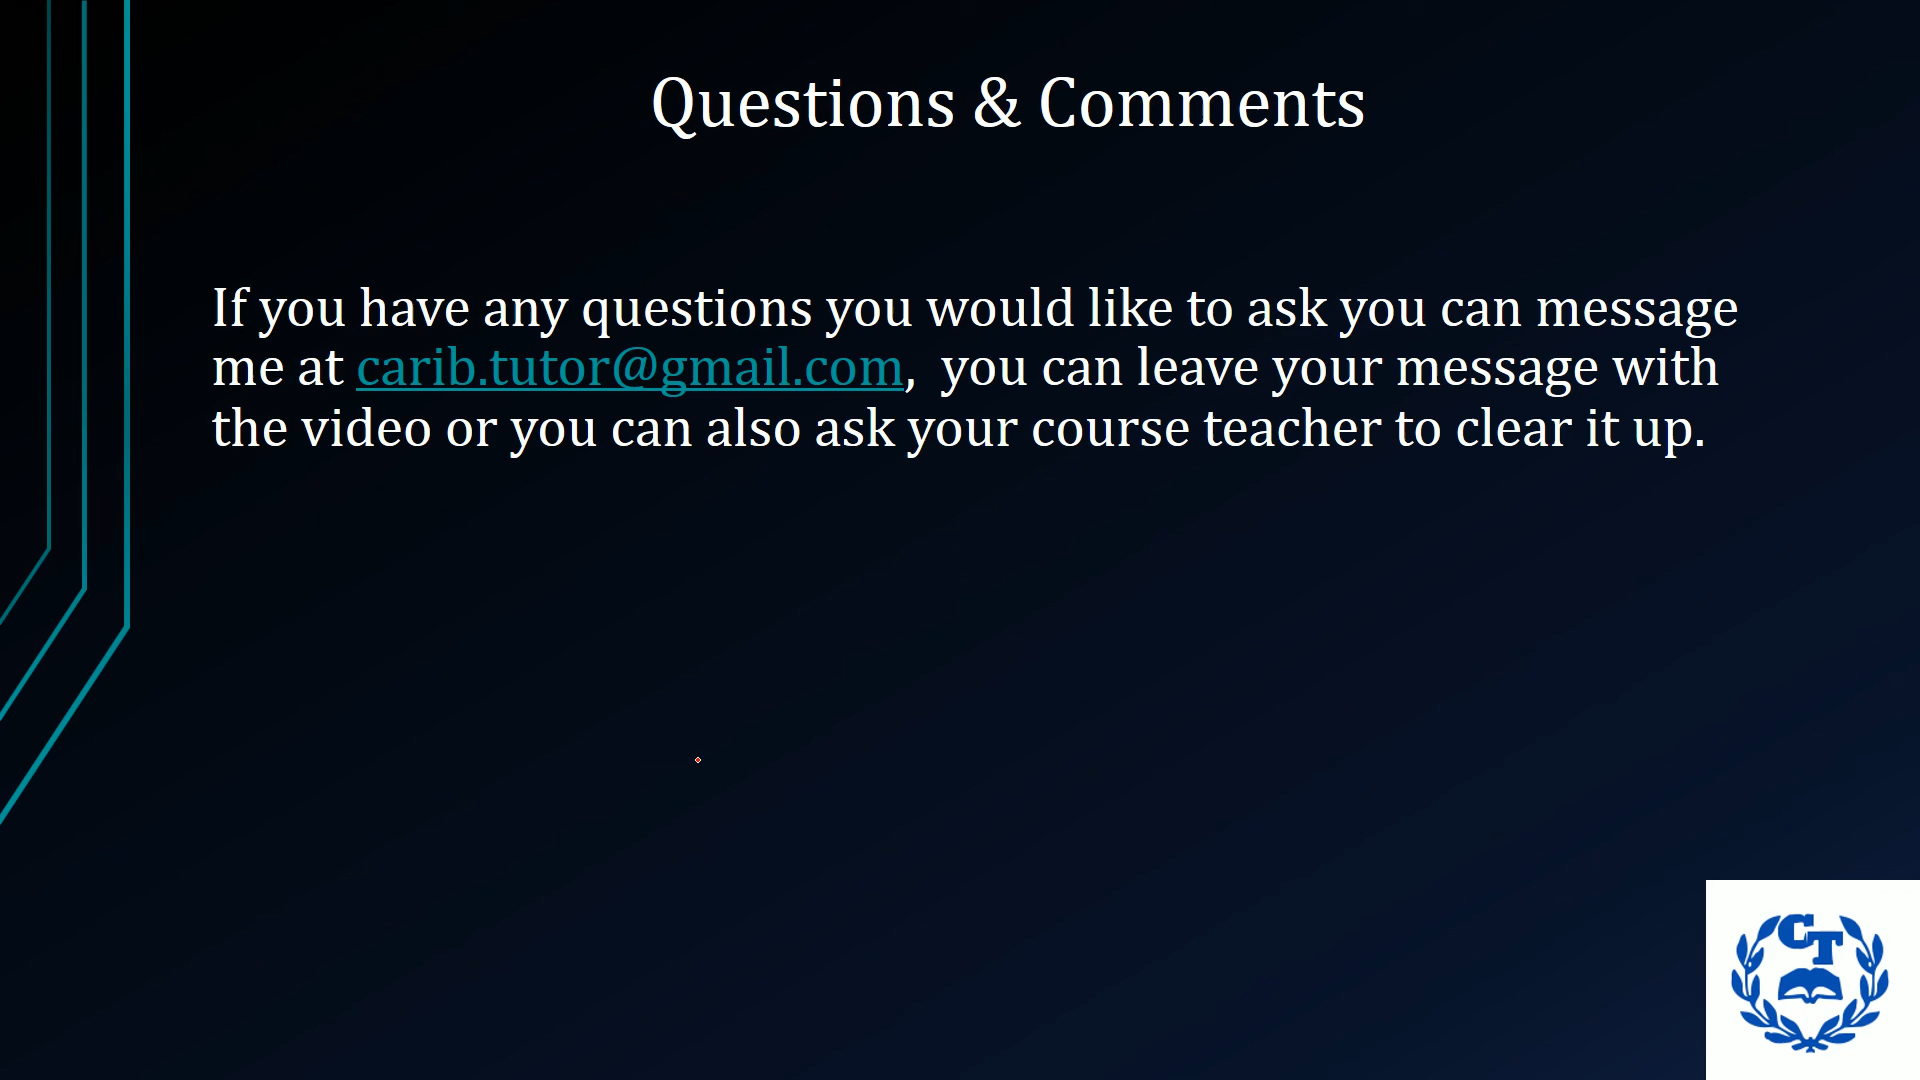 Questions & Comments
If you have any questions you would like to ask you can message
me at carib.tutor@gmail.com,  you can leave your message with
the video or you can also ask your course teacher to clear it up.
CT